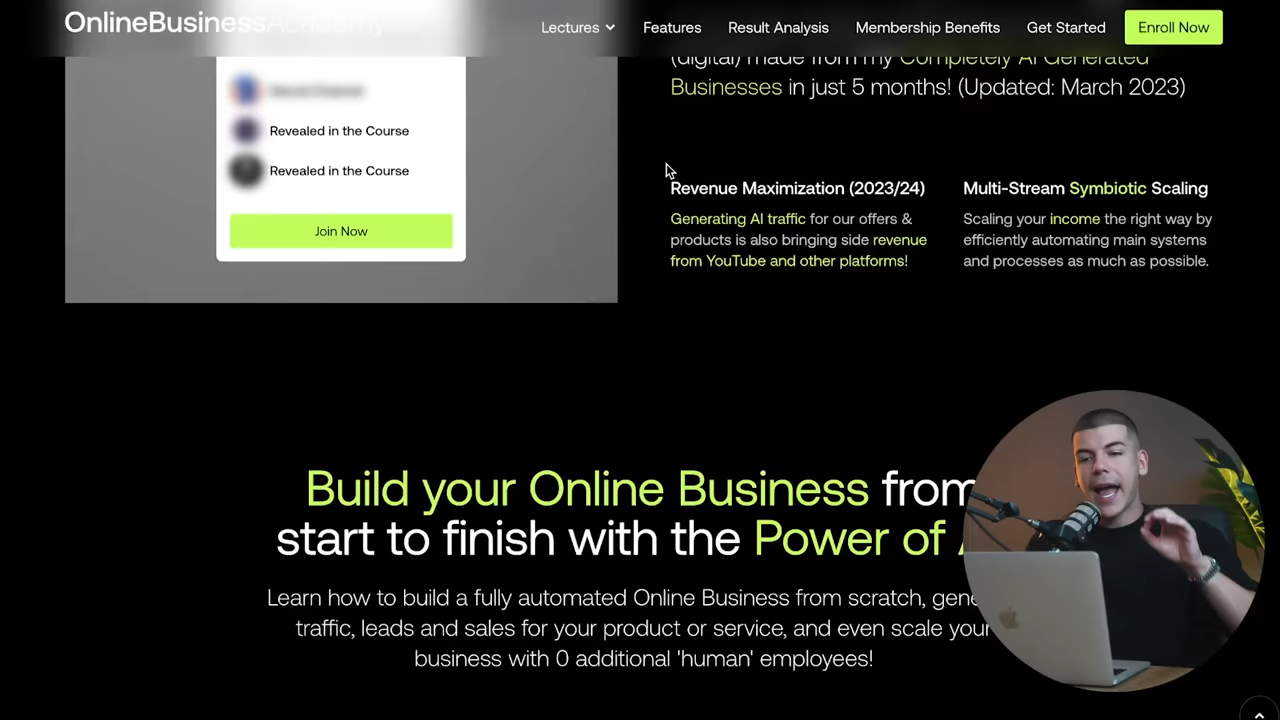 OnlineBusinessAcademy
Lectures Features Result Analysis Membership Benefits Get Started Enroll Now
(digital) made from my Completely AI Generated
Businesses in just 5 months! (Updated: March 2023)
Revealed in the Course
Revealed in the Course
Join Now
Revenue Maximization (2023/24)
Generating AI traffic for our offers &
products is also bringing side revenue
from YouTube and other platforms!
Multi-Stream Symbiotic Scaling
Scaling your income the right way by
efficiently automating main systems
and processes as much as possible.
Build your Online Business from
start to finish with the Power of
Learn how to build a fully automated Online Business from scratch,
traffic, leads and sales for your product or service, and even scale your
business with 0 additional 'human' employees!